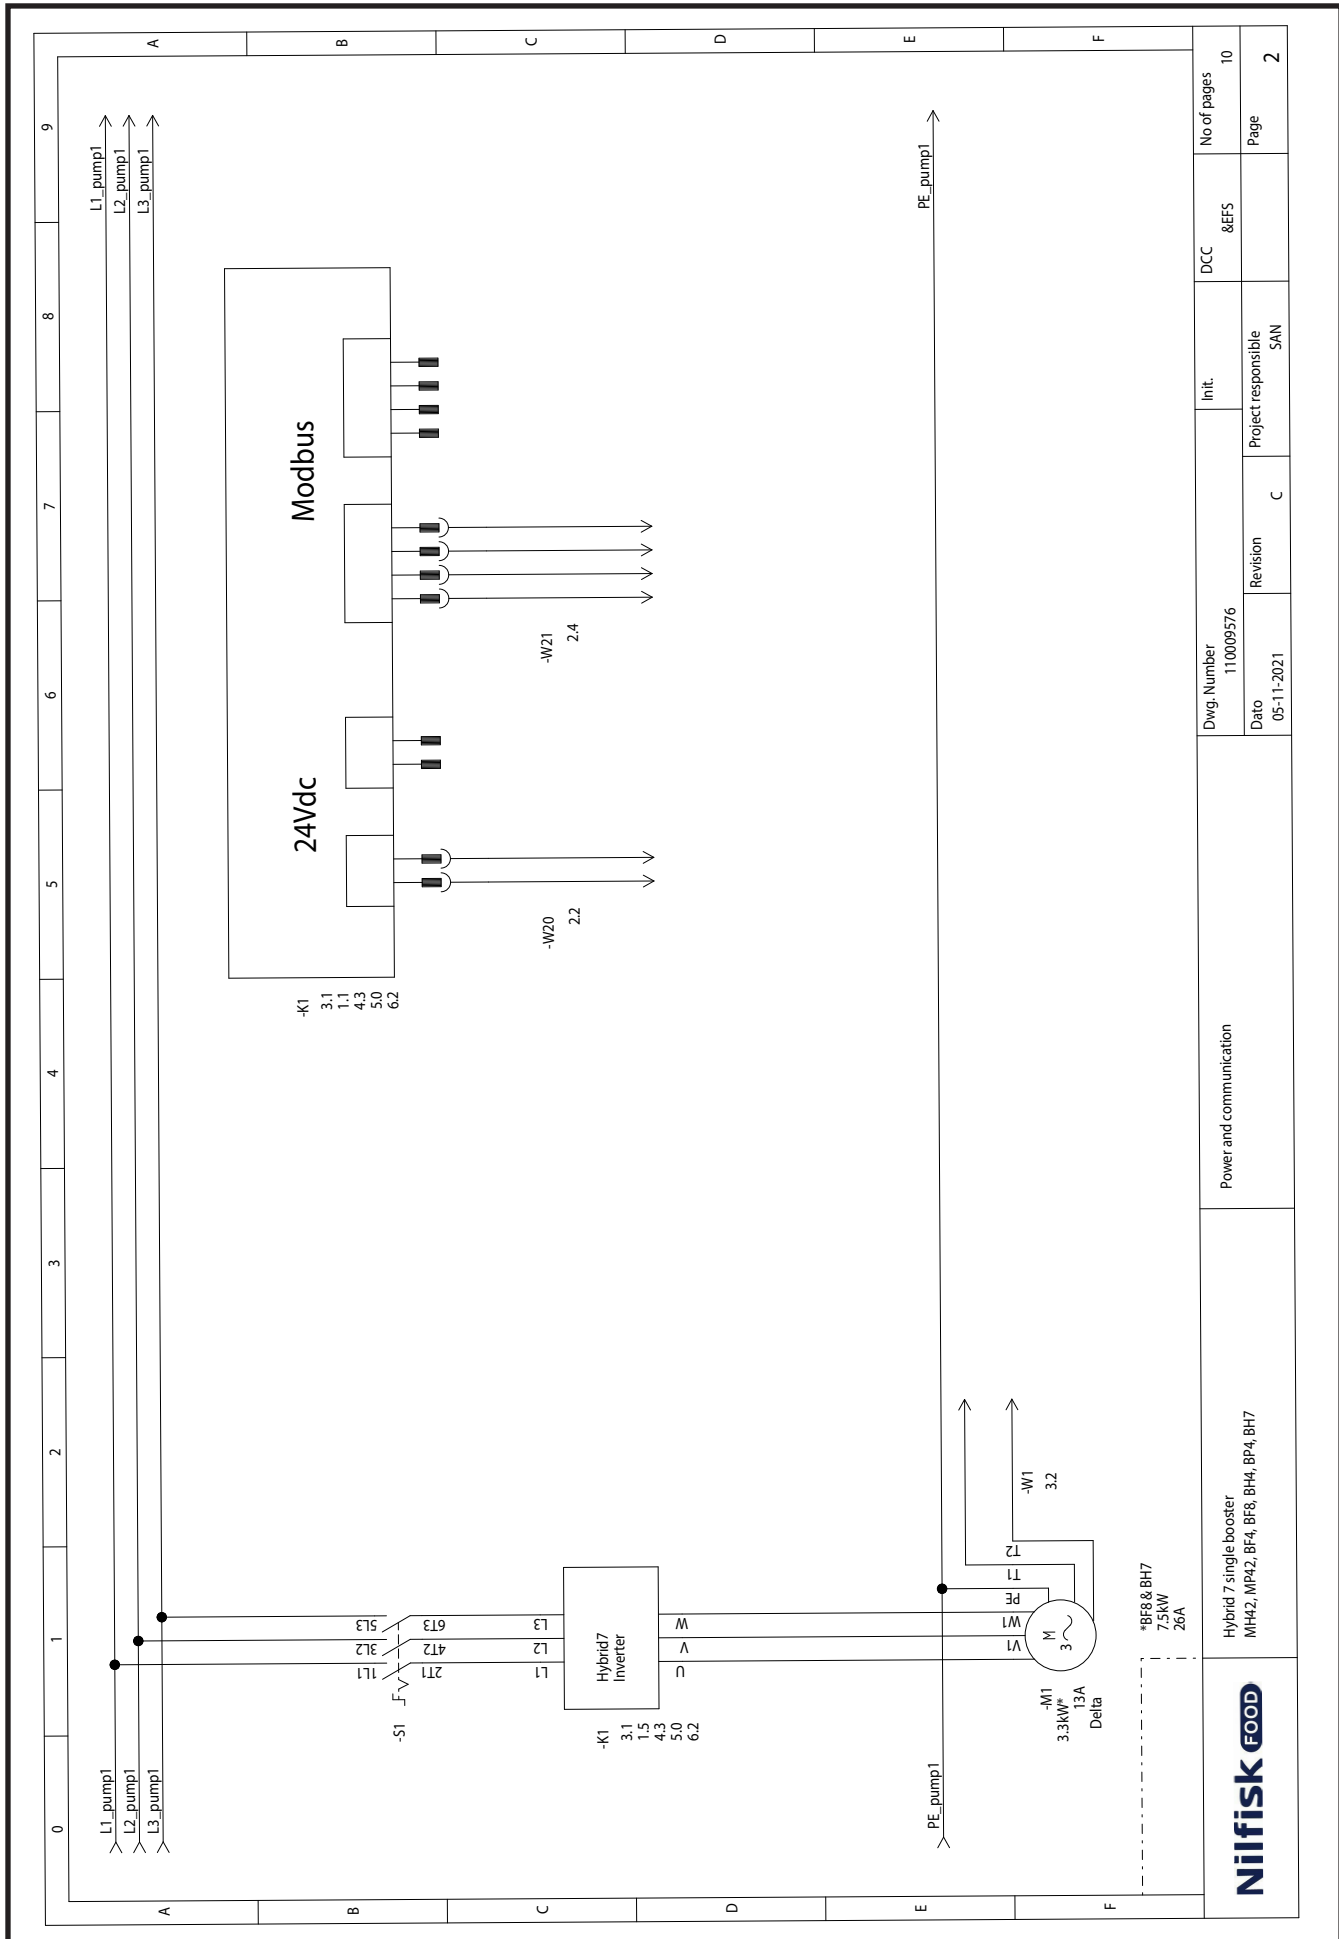 0 1 2 3 4 5 6 7 8 9
A
B
C
D
E
F
A
B
C
D
E
F
L1_pump1
L2_pump1
L3_pump1
L1_pump1
L2_pump1
L3_pump1
-S1
1L1 3L2 5L3
2T1 4T2 6T3
L1 L2 L3
-K1
3.1
1.5
4.3
5.0
6.2
Hybrid7
Inverter
U V W
-K1
3.1
1.1
4.3
5.0
6.2
24Vdc
Modbus
-W20
2.2
-W21
2.4
PE_pump1
PE_pump1
-M1
3.3kW*
13A
Delta
V1 W1 PE T1 T2
M
3
-W1
3.2
*BF8 & BH7
7.5kW
26A
Nilfisk FOOD
Hybrid 7 single booster
MH42, MP42, BF4, BF8, BH4, BP4, BH7
Power and communication
Dwg. Number
110009576
Init.
DCC
&EFS
No of pages
10
Dato
05-11-2021
Revision
C
Project responsible
SAN
Page
2